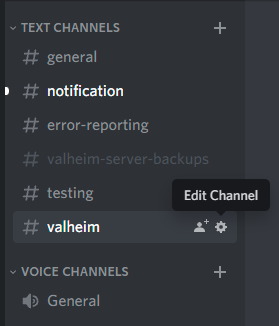 TEXT CHANNELS
general
notification
error-reporting
valheim-server-backups
testing
Edit Channel
valheim
VOICE CHANNELS
General